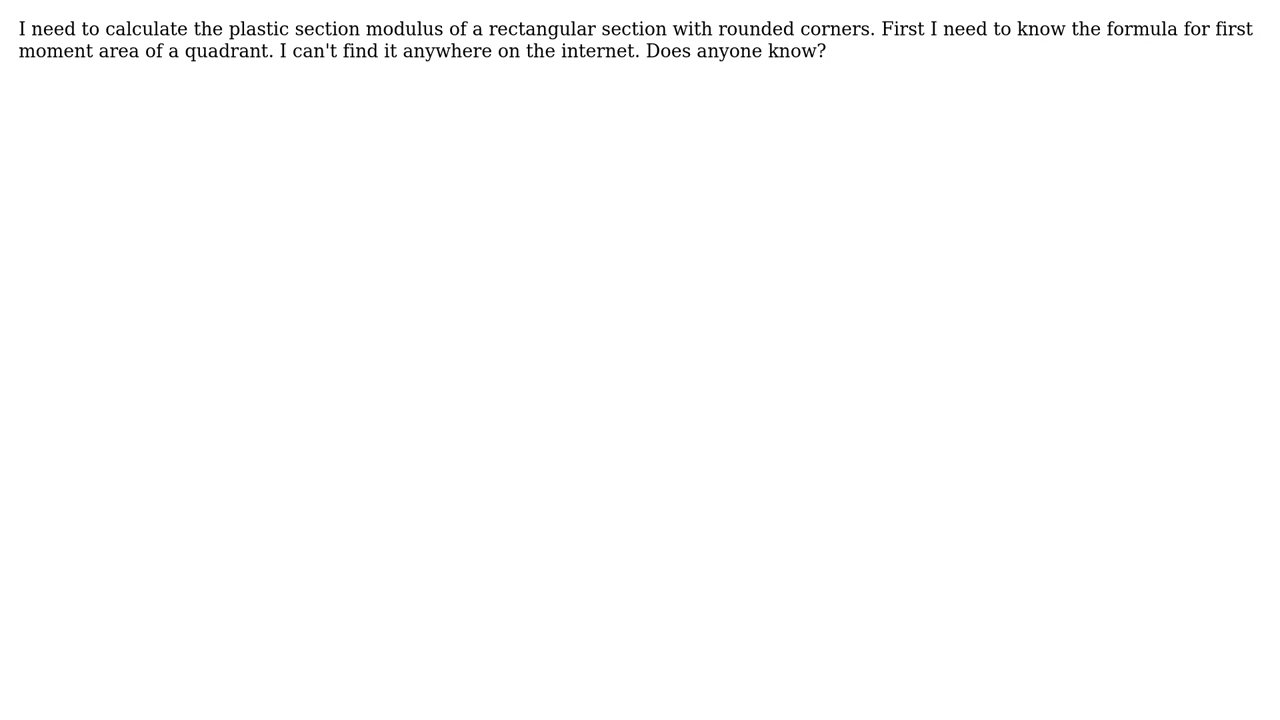 I need to calculate the plastic section modulus of a rectangular section with rounded corners. First I need to know the formula for first
moment area of a quadrant. I can't find it anywhere on the internet. Does anyone know?